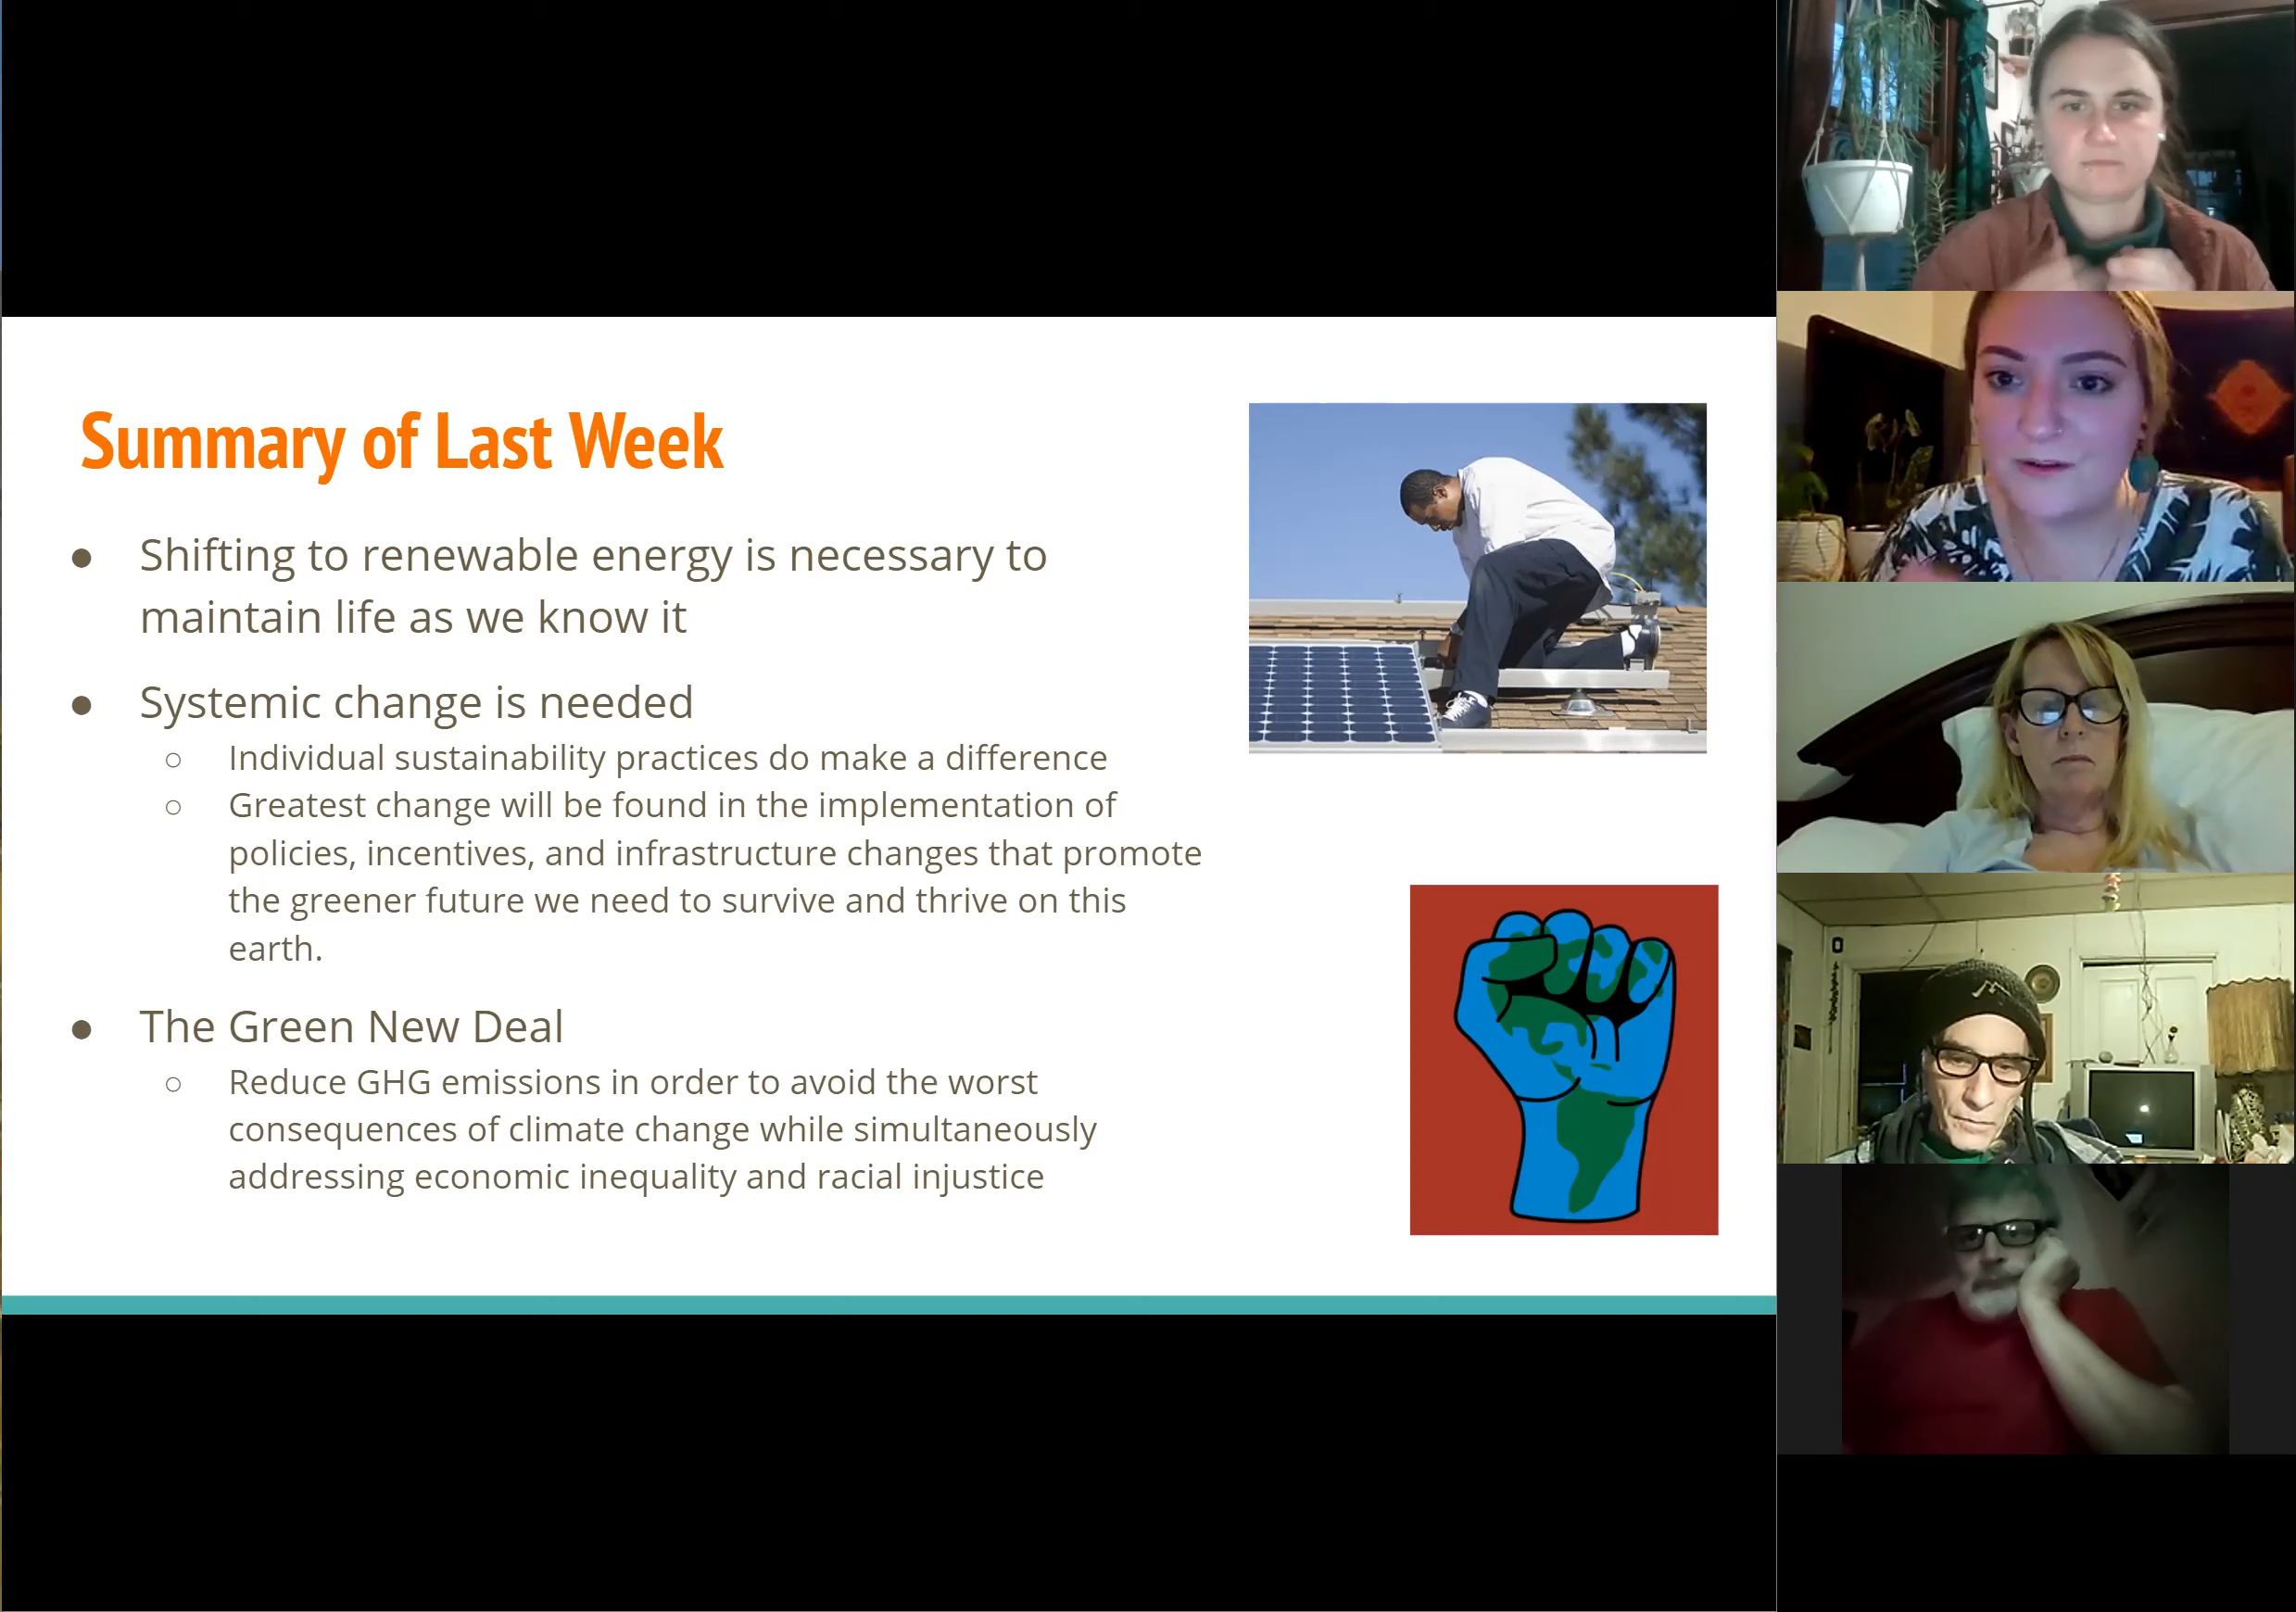 Summary of Last Week
● Shifting to renewable energy is necessary to
maintain life as we know it
● Systemic change is needed
○ Individual sustainability practices do make a difference
○ Greatest change will be found in the implementation of
policies, incentives, and infrastructure changes that promote
the greener future we need to survive and thrive on this
earth.
● The Green New Deal
○ Reduce GHG emissions in order to avoid the worst
consequences of climate change while simultaneously
addressing economic inequality and racial injustice